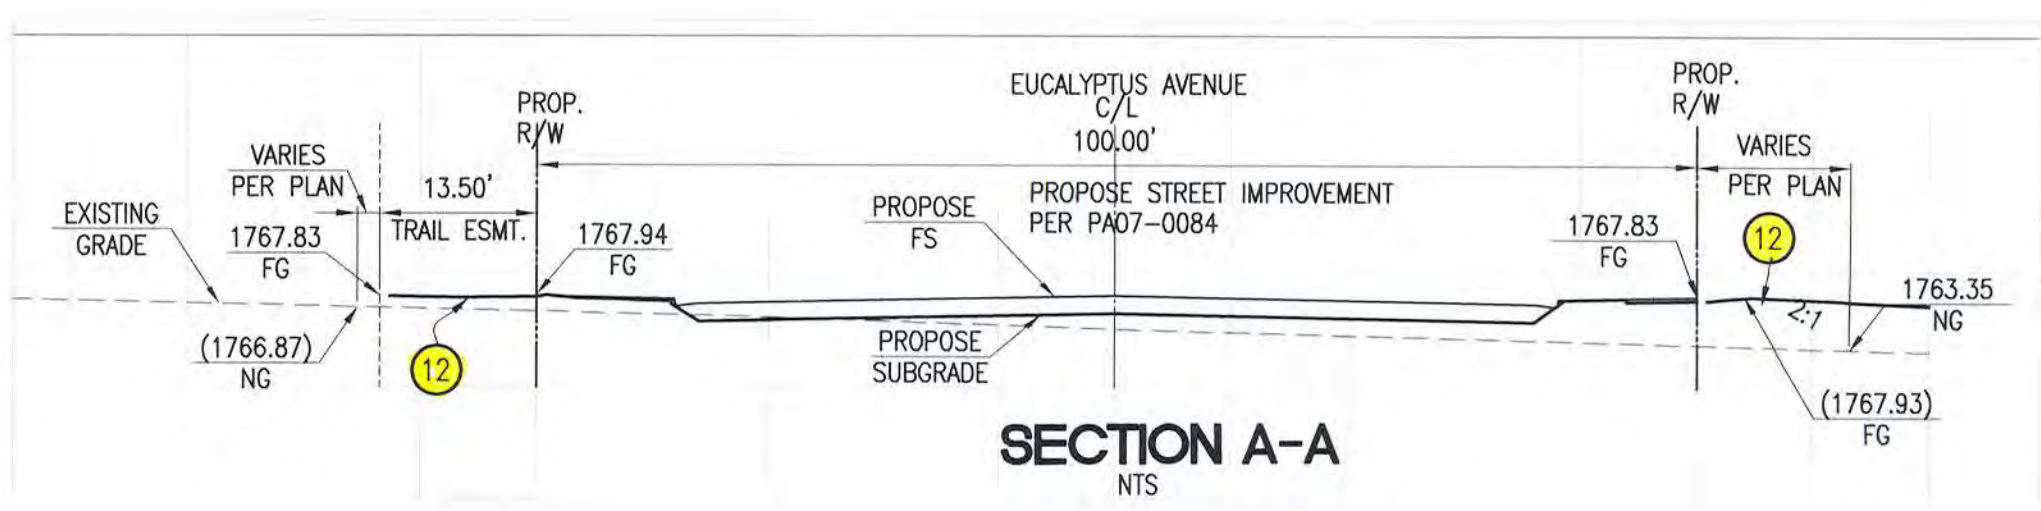 EUCALYPTUS AVENUE
C/L
100.00'
PROP.
R/W
PROP.
R/W
VARIES
PER PLAN
13.50'
TRAIL ESMT.
VARIES
PER PLAN
EXISTING
GRADE
1767.83
FG
1767.94
FG
PROPOSE
FS
PROPOSE STREET IMPROVEMENT
PER PA07-0084
1767.83
FG
12
1763.35
NG
2:1
(1766.87)
NG
12
PROPOSE
SUBGRADE
(1767.93)
FG
SECTION A-A
NTS